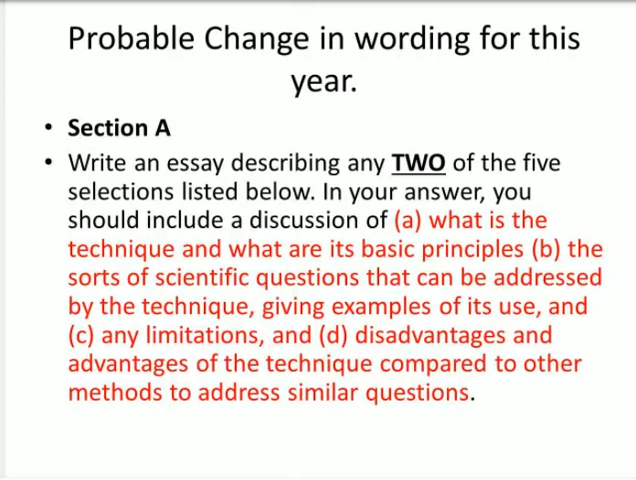 Probable Change in wording for this
year.
• Section A
• Write an essay describing any TWO of the five
selections listed below. In your answer, you
should include a discussion of (a) what is the
technique and what are its basic principles (b) the
sorts of scientific questions that can be addressed
by the technique, giving examples of its use, and
(c) any limitations, and (d) disadvantages and
advantages of the technique compared to other
methods to address similar questions.